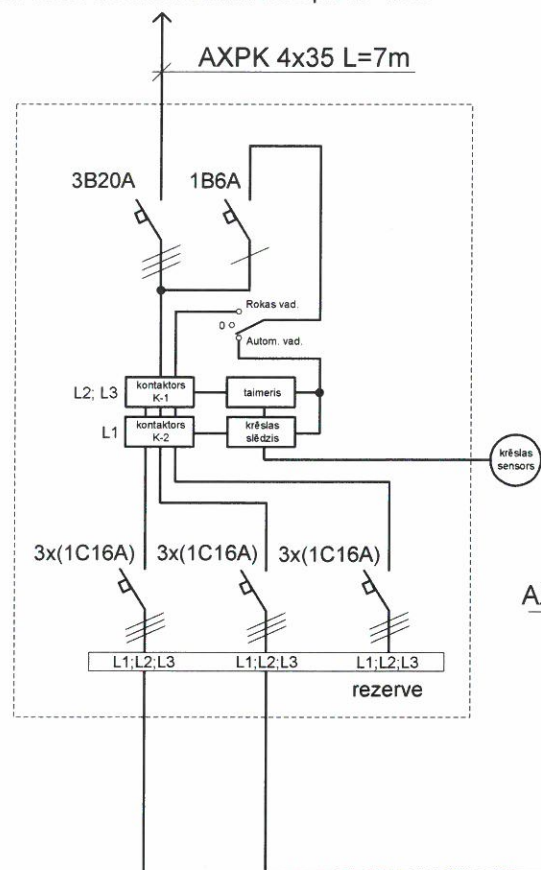 AXPK 4x35 L=7m
3B20A
1B6A
Rokas vad.
0
Autom. vad.
L2; L3
kontaktors
K-1
taimeris
L1
kontaktors
K-2
krēslas
slēdzis
krēslas
sensors
3x(1C16A)
3x(1C16A)
3x(1C16A)
L1;L2;L3
L1;L2;L3
L1;L2;L3
rezerve